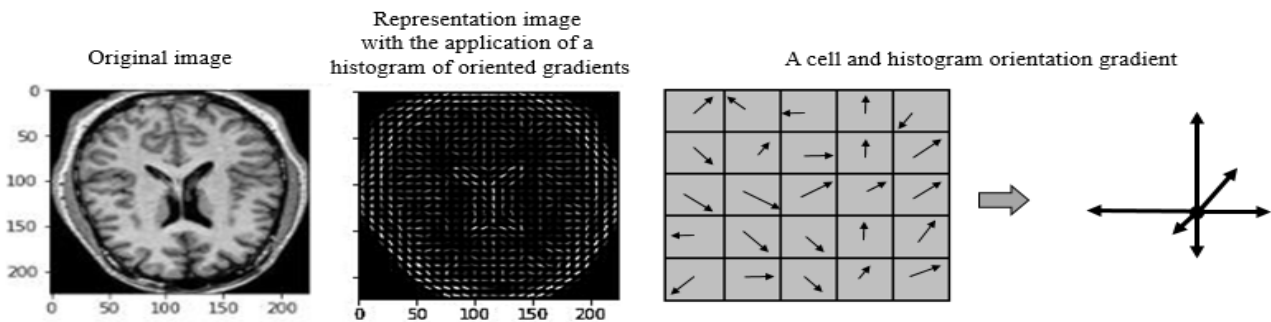 Original image
Representation image
with the application of a
histogram of oriented gradients
A cell and histogram orientation gradient
0
50
100
150
200
0 50 100 150 200
0 50 100 150 200